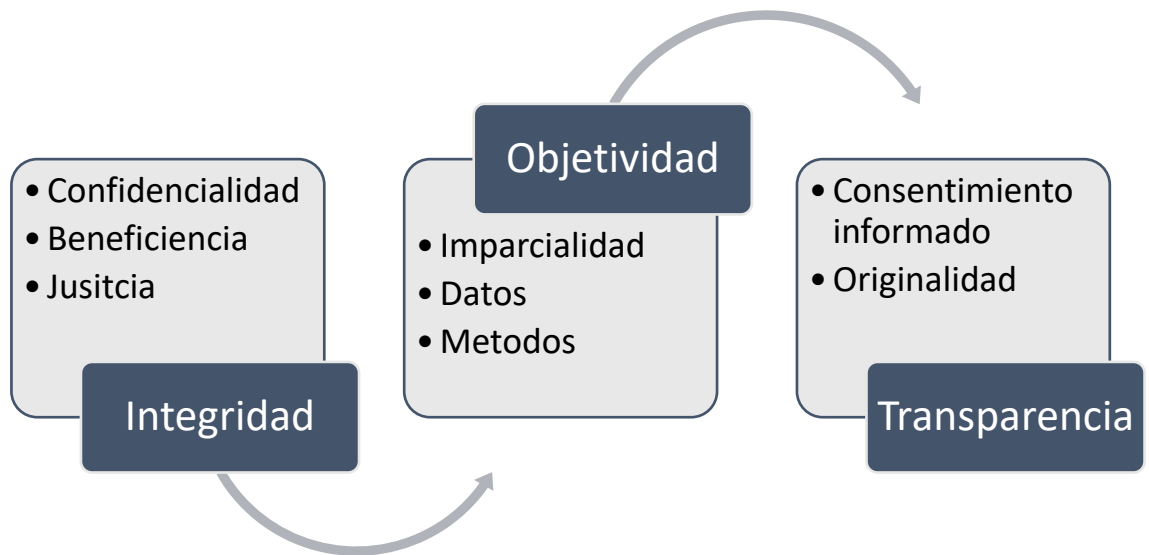 • Confidencialidad
• Beneficiencia
• Jusitcia
Integridad
Objetividad
• Imparcialidad
• Datos
• Metodos
• Consentimiento
informado
• Originalidad
Transparencia